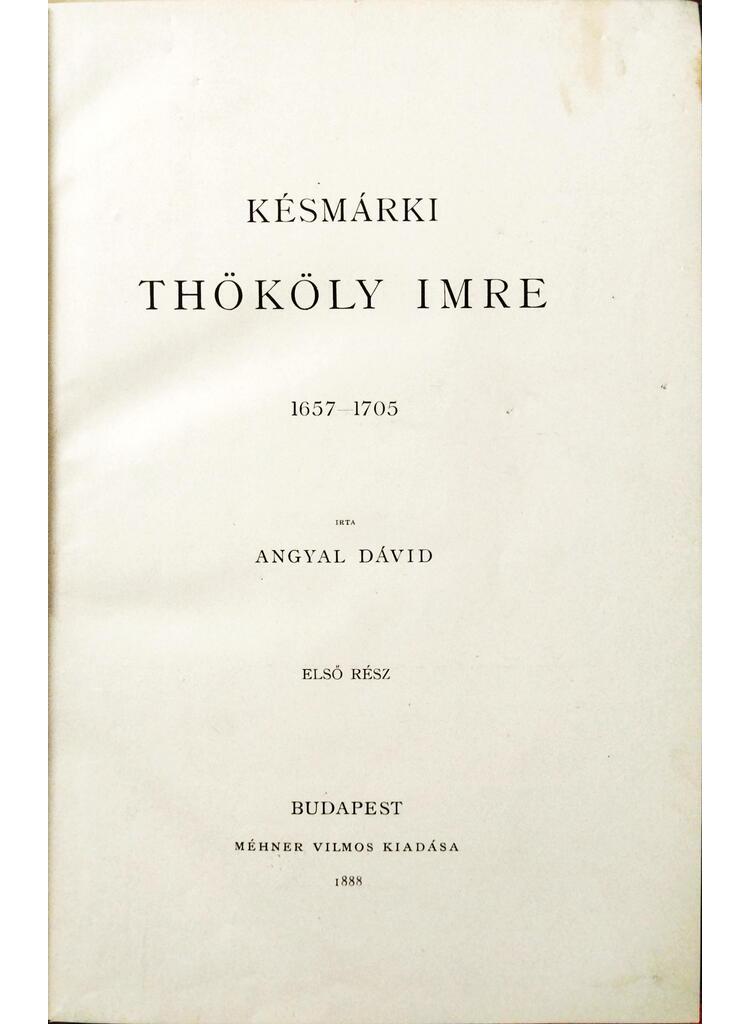 KÉSMÁRKI
THÖKÖLY IMRE
1657–1705
IRTA
ANGYAL DÁVID
ELSŐ RÉSZ
BUDAPEST
MÉHNER VILMOS KIADÁSA
1888